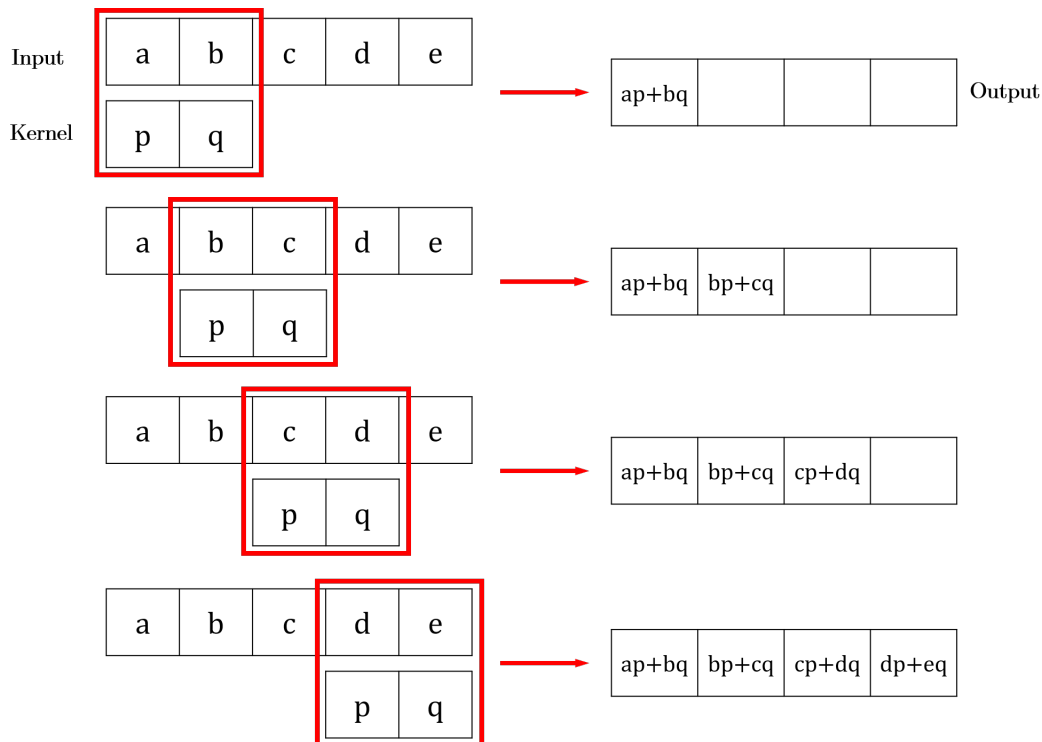 Input
a b c d e
Kernel
p q
ap+bq
Output
a b c d e
p q
ap+bq bp+cq
a b c d e
p q
ap+bq bp+cq cp+dq
a b c d e
p q
ap+bq bp+cq cp+dq dp+eq